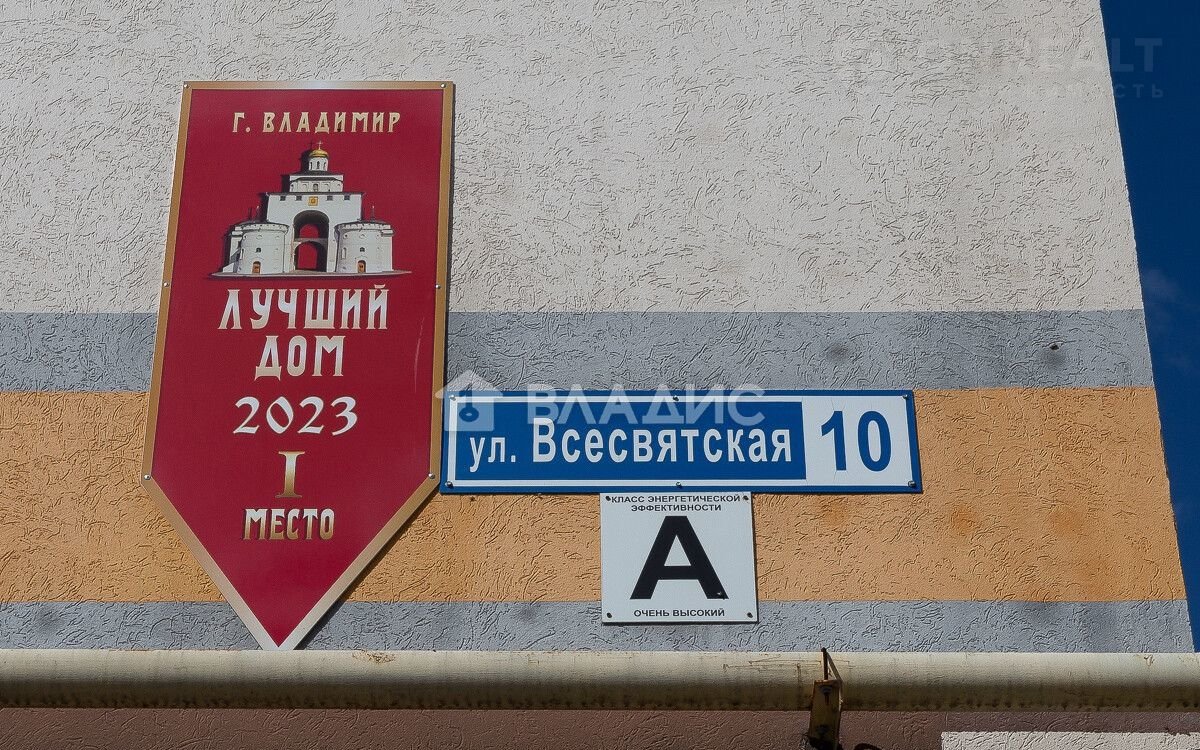 Г. ВЛАДИМИР
ЛУЧШИЙ
ДОМ
2023
I
МЕСТО
ВЛАДИС
ул. Всесвятская 10
КЛАСС ЭНЕРГЕТИЧЕСКОЙ
ЭФФЕКТИВНОСТИ
А
ОЧЕНЬ ВЫСОКИЙ